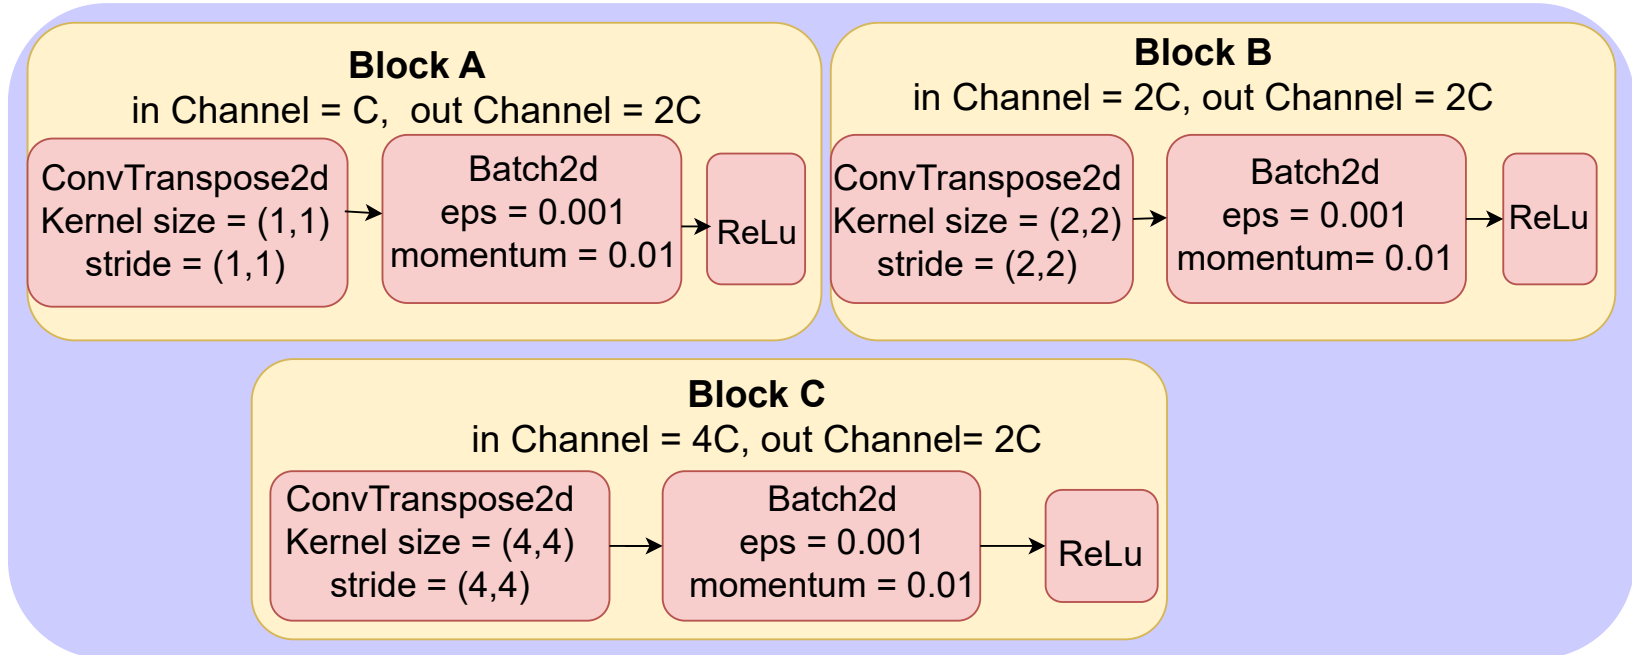 Block A
in Channel = C,  out Channel = 2C
ConvTranspose2d
Kernel size = (1,1)
stride = (1,1)
Batch2d
eps = 0.001
momentum = 0.01
ReLu
Block B
in Channel = 2C, out Channel = 2C
ConvTranspose2d
Kernel size = (2,2)
stride = (2,2)
Batch2d
eps = 0.001
momentum= 0.01
ReLu
Block C
in Channel = 4C, out Channel= 2C
ConvTranspose2d
Kernel size = (4,4)
stride = (4,4)
Batch2d
eps = 0.001
momentum = 0.01
ReLu